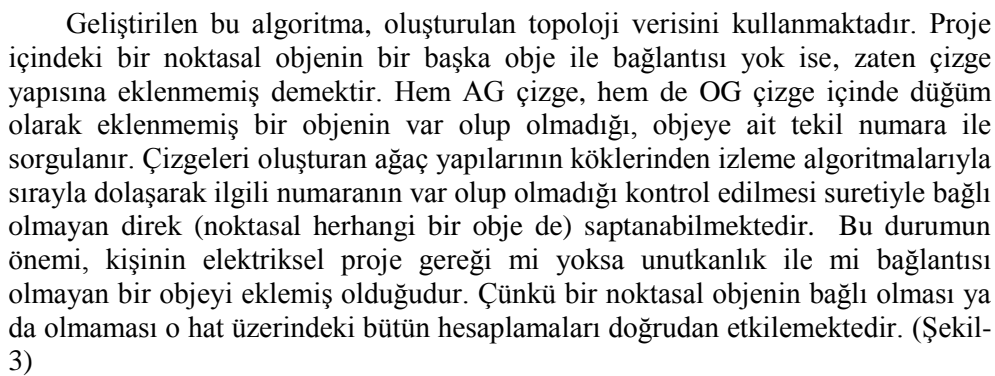 Geliştirilen bu algoritma, oluşturulan topoloji verisini kullanmaktadır. Proje
içindeki bir noktasal objenin bir başka obje ile bağlantısı yok ise, zaten çizge
yapısına eklenmemiş demektir. Hem AG çizge, hem de OG çizge içinde düğüm
olarak eklenmemiş bir objenin var olup olmadığı, objeye ait tekil numara ile
sorgulanır. Çizgeleri oluşturan ağaç yapılarının köklerinden izleme algoritmalarıyla
sırayla dolaşarak ilgili numaranın var olup olmadığı kontrol edilmesi suretiyle bağlı
olmayan direk (noktasal herhangi bir obje de) saptanabilmektedir. Bu durumun
önemi, kişinin elektriksel proje gereği mi yoksa unutkanlık ile mi bağlantısı
olmayan bir objeyi eklemiş olduğudur. Çünkü bir noktasal objenin bağlı olması ya
da olmaması o hat üzerindeki bütün hesaplamaları doğrudan etkilemektedir. (Şekil-
3)